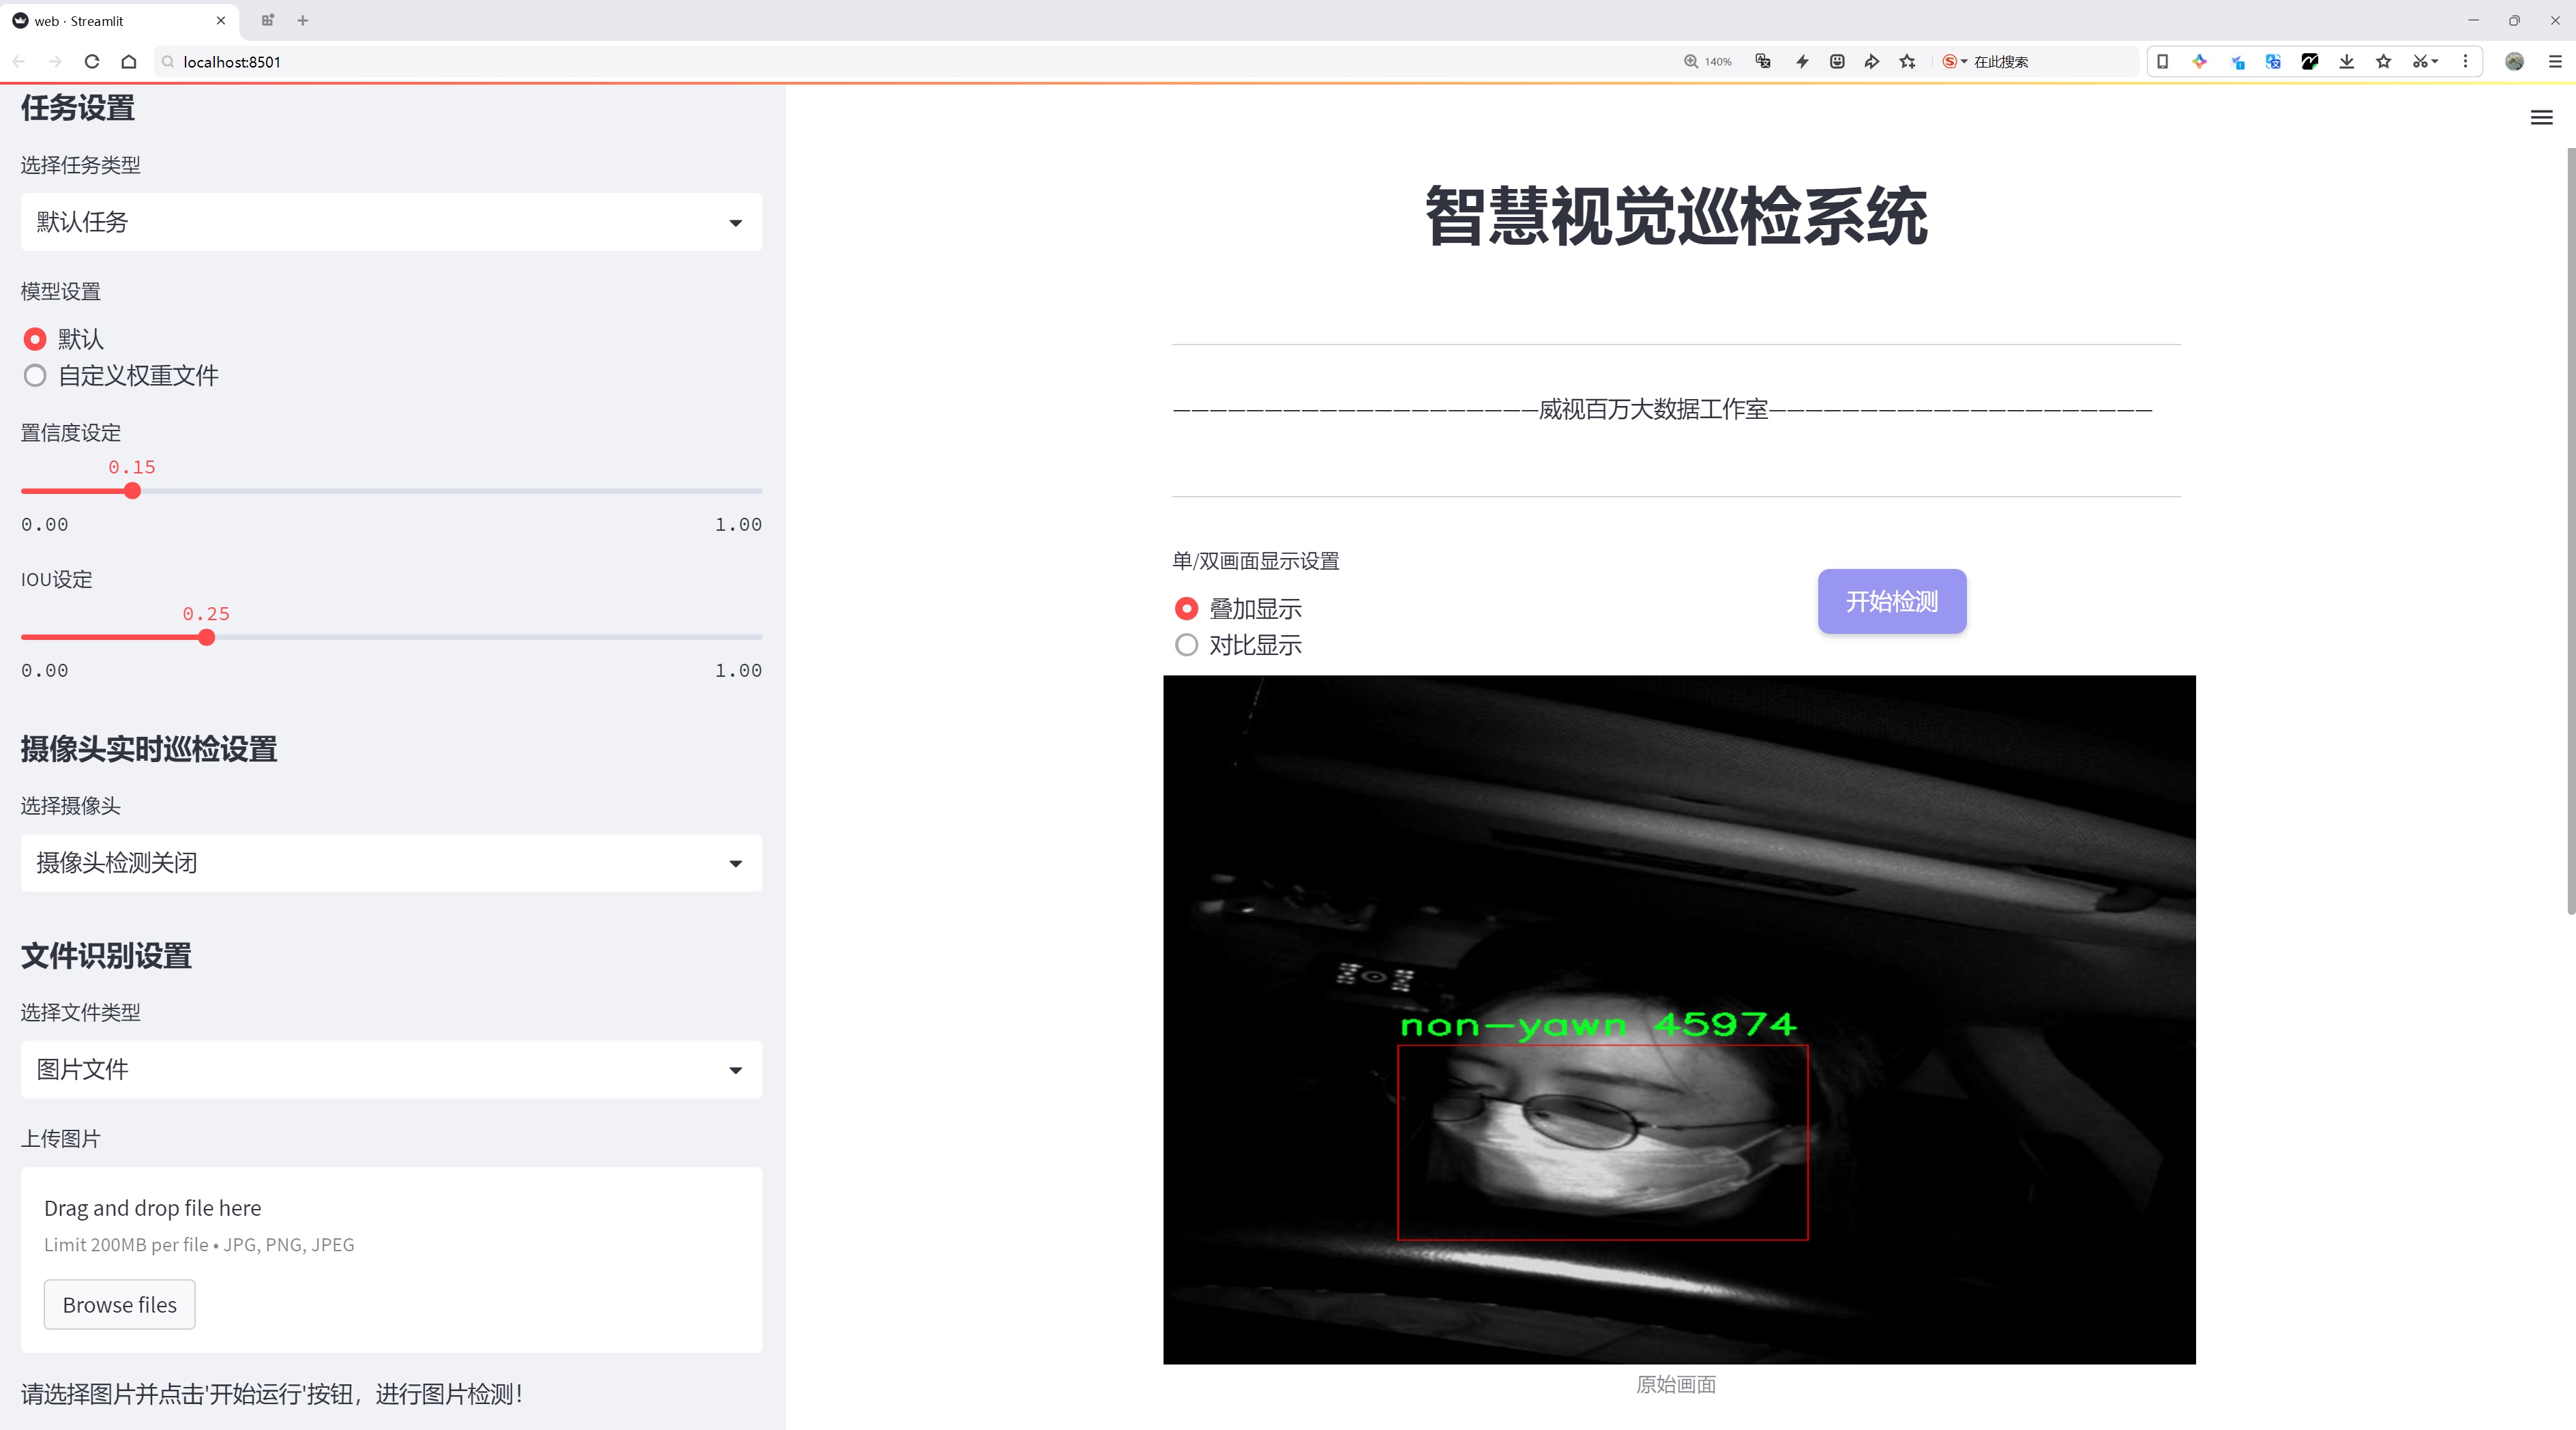 web · Streamlit
localhost:8501
140%
在此搜索
任务设置
选择任务类型
默认任务
模型设置
默认
自定义权重文件
置信度设定
0.15
0.00 1.00
IOU设定
0.25
0.00 1.00
摄像头实时巡检设置
选择摄像头
摄像头检测关闭
文件识别设置
选择文件类型
图片文件
上传图片
Drag and drop file here
Limit 200MB per file • JPG, PNG, JPEG
Browse files
请选择图片并点击'开始运行'按钮，进行图片检测！
智慧视觉巡检系统
————————————————————威视百万大数据工作室—————————————————————
单/双画面显示设置
叠加显示
对比显示
开始检测
non-yawn 45974
原始画面